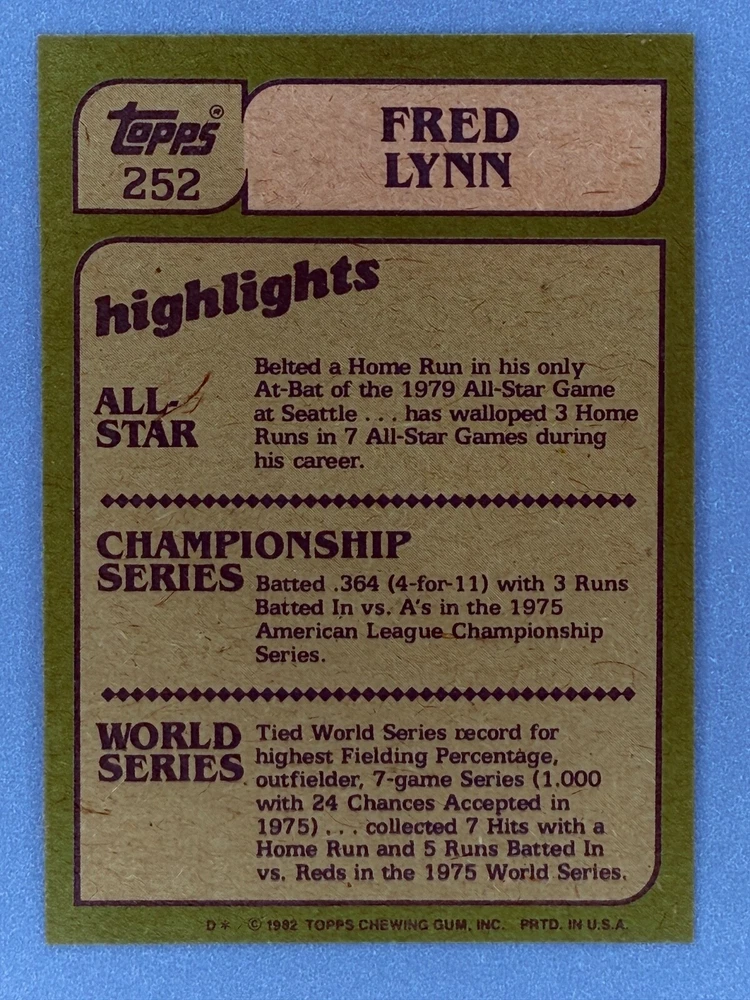 Topps®
252
FRED
LYNN
highlights
ALL-
STAR
Belted a Home Run in his only
At-Bat of the 1979 All-Star Game
at Seattle . . . has walloped 3 Home
Runs in 7 All-Star Games during
his career.
CHAMPIONSHIP
SERIES
Batted .364 (4-for-11) with 3 Runs
Batted In vs. A's in the 1975
American League Championship
Series.
WORLD
SERIES
Tied World Series record for
highest Fielding Percentage,
outfielder, 7-game Series (1.000
with 24 Chances Accepted in
1975) . . . collected 7 Hits with a
Home Run and 5 Runs Batted In
vs. Reds in the 1975 World Series.
D* © 1982 TOPPS CHEWING GUM, INC. PRTD. IN U.S.A.